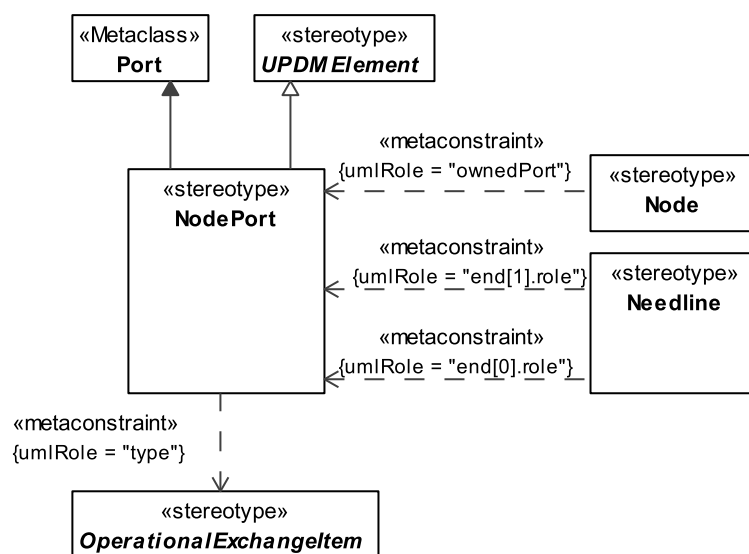 «Metaclass»
Port
«stereotype»
UPDMElement
«metaconstraint»
{umlRole = "ownedPort"}
«stereotype»
NodePort
«stereotype»
Node
«metaconstraint»
{umlRole = "end[1].role"}
«stereotype»
Needline
«metaconstraint»
{umlRole = "end[0].role"}
«metaconstraint»
{umlRole = "type"}
«stereotype»
OperationalExchangeItem